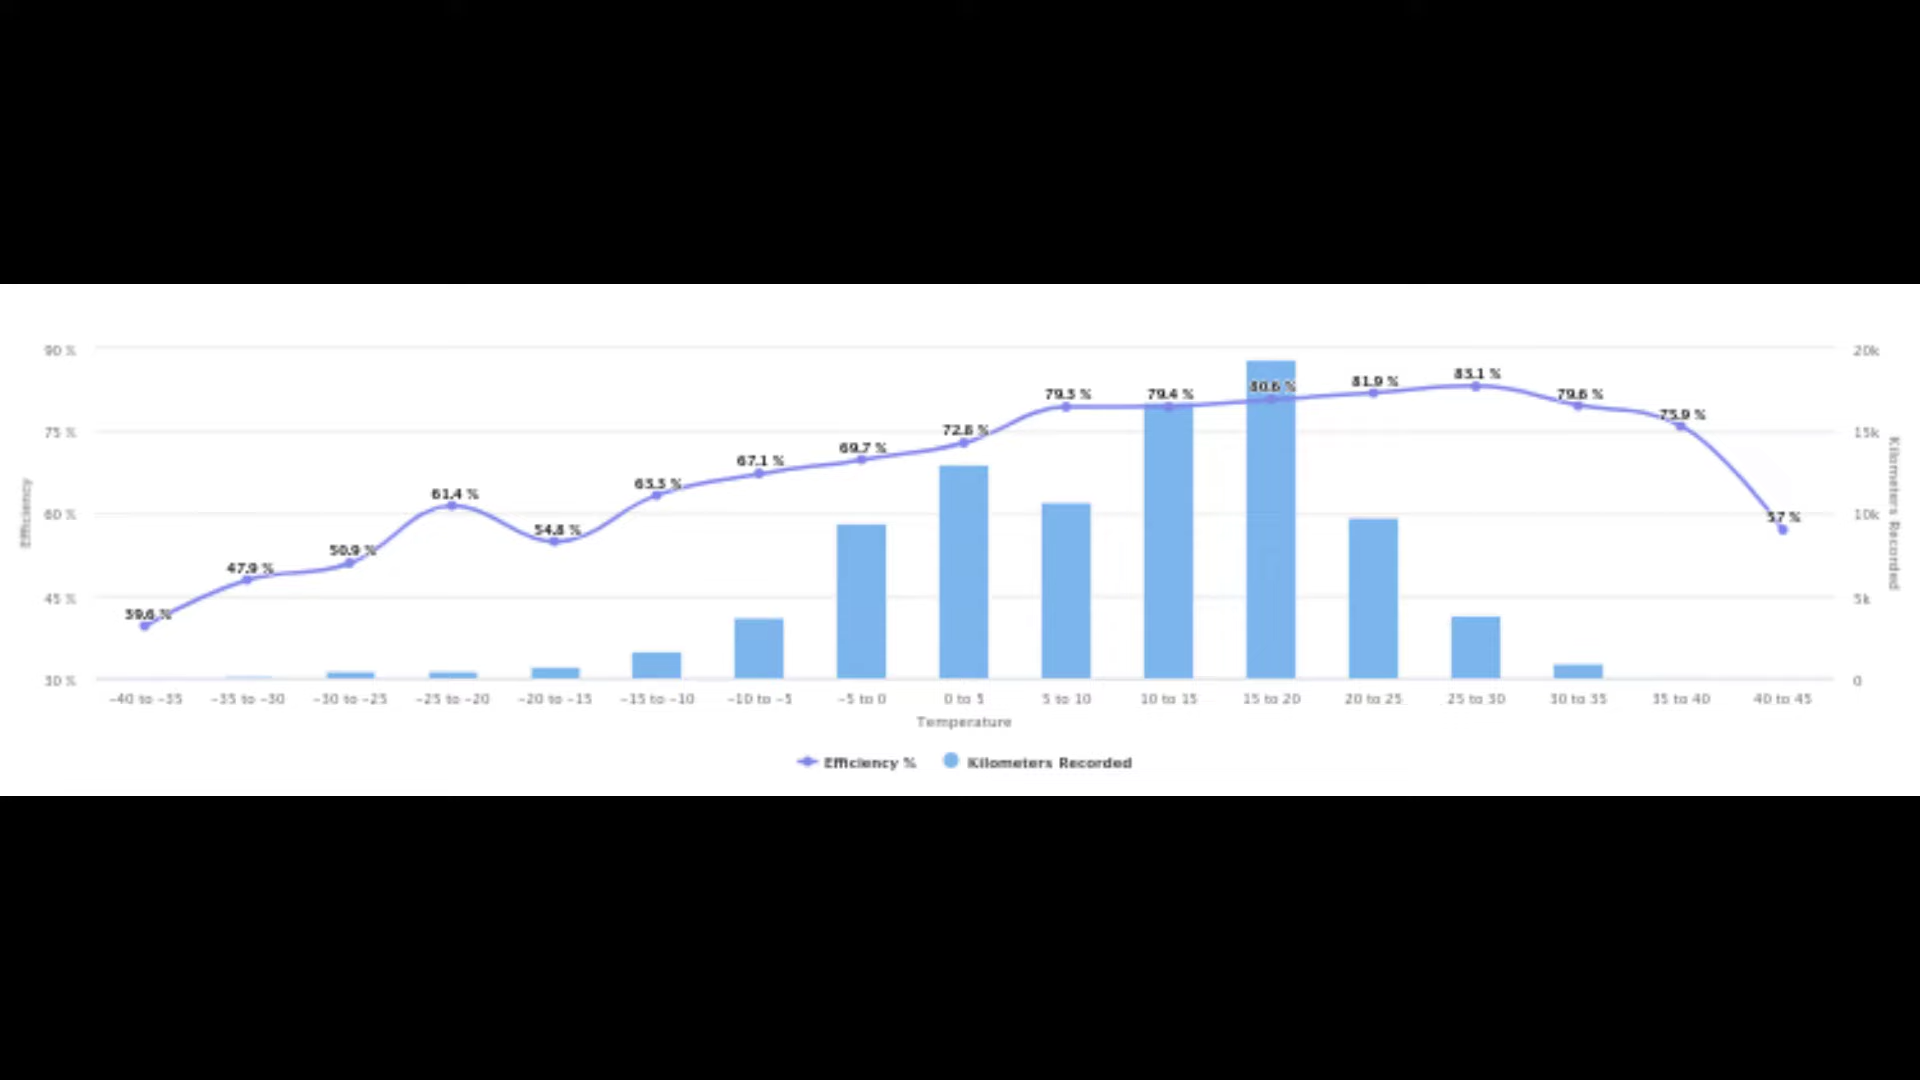 90 %
20k
83.1 %
81.9 %
80.6 %
79.3 %
79.4 %
79.6 %
75.9 %
75 %
15k
72.8 %
69.7 %
67.1 %
63.3 %
61.4 %
60 %
57 %
10k
54.8 %
50.9 %
47.9 %
45 %
5k
39.6 %
30 %
0
Efficiency
Kilometers Recorded
−40 to −35 −35 to −30 −30 to −25 −25 to −20 −20 to −15 −15 to −10 −10 to −5 −5 to 0 0 to 5 5 to 10 10 to 15 15 to 20 20 to 25 25 to 30 30 to 35 35 to 40 40 to 45
Temperature
Efficiency % Kilometers Recorded